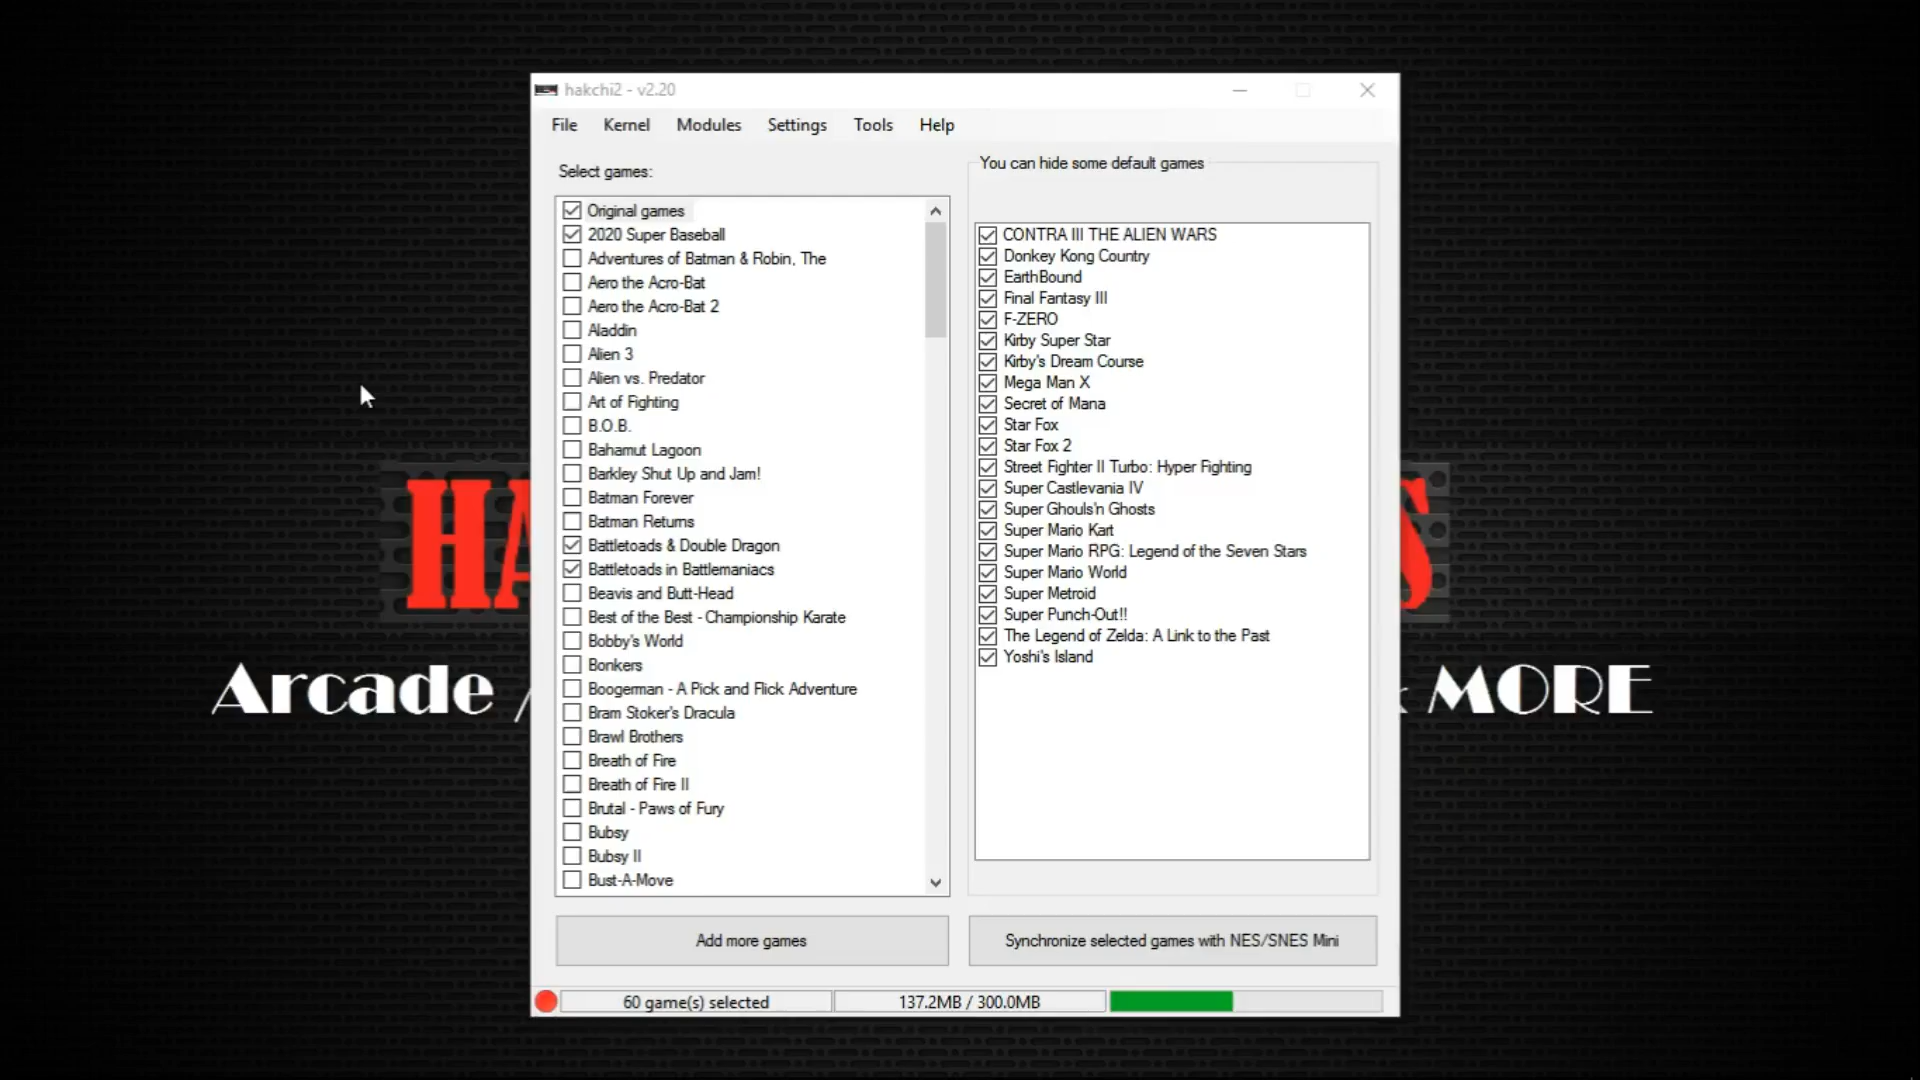 hakchi2 - v2.20
File Kernel Modules Settings Tools Help
Select games:
Original games
2020 Super Baseball
Adventures of Batman & Robin, The
Aero the Acro-Bat
Aero the Acro-Bat 2
Aladdin
Alien 3
Alien vs. Predator
Art of Fighting
B.O.B.
Bahamut Lagoon
Barkley Shut Up and Jam!
Batman Forever
Batman Returns
Battletoads & Double Dragon
Battletoads in Battlemaniacs
Beavis and Butt-Head
Best of the Best - Championship Karate
Bobby's World
Bonkers
Boogerman - A Pick and Flick Adventure
Bram Stoker's Dracula
Brawl Brothers
Breath of Fire
Breath of Fire II
Brutal - Paws of Fury
Bubsy
Bubsy II
Bust-A-Move
Add more games
You can hide some default games
CONTRA III THE ALIEN WARS
Donkey Kong Country
EarthBound
Final Fantasy III
F-ZERO
Kirby Super Star
Kirby's Dream Course
Mega Man X
Secret of Mana
Star Fox
Star Fox 2
Street Fighter II Turbo: Hyper Fighting
Super Castlevania IV
Super Ghouls'n Ghosts
Super Mario Kart
Super Mario RPG: Legend of the Seven Stars
Super Mario World
Super Metroid
Super Punch-Out!!
The Legend of Zelda: A Link to the Past
Yoshi's Island
Synchronize selected games with NES/SNES Mini
60 game(s) selected
137.2MB / 300.0MB
HA
S
Arcade /
MORE